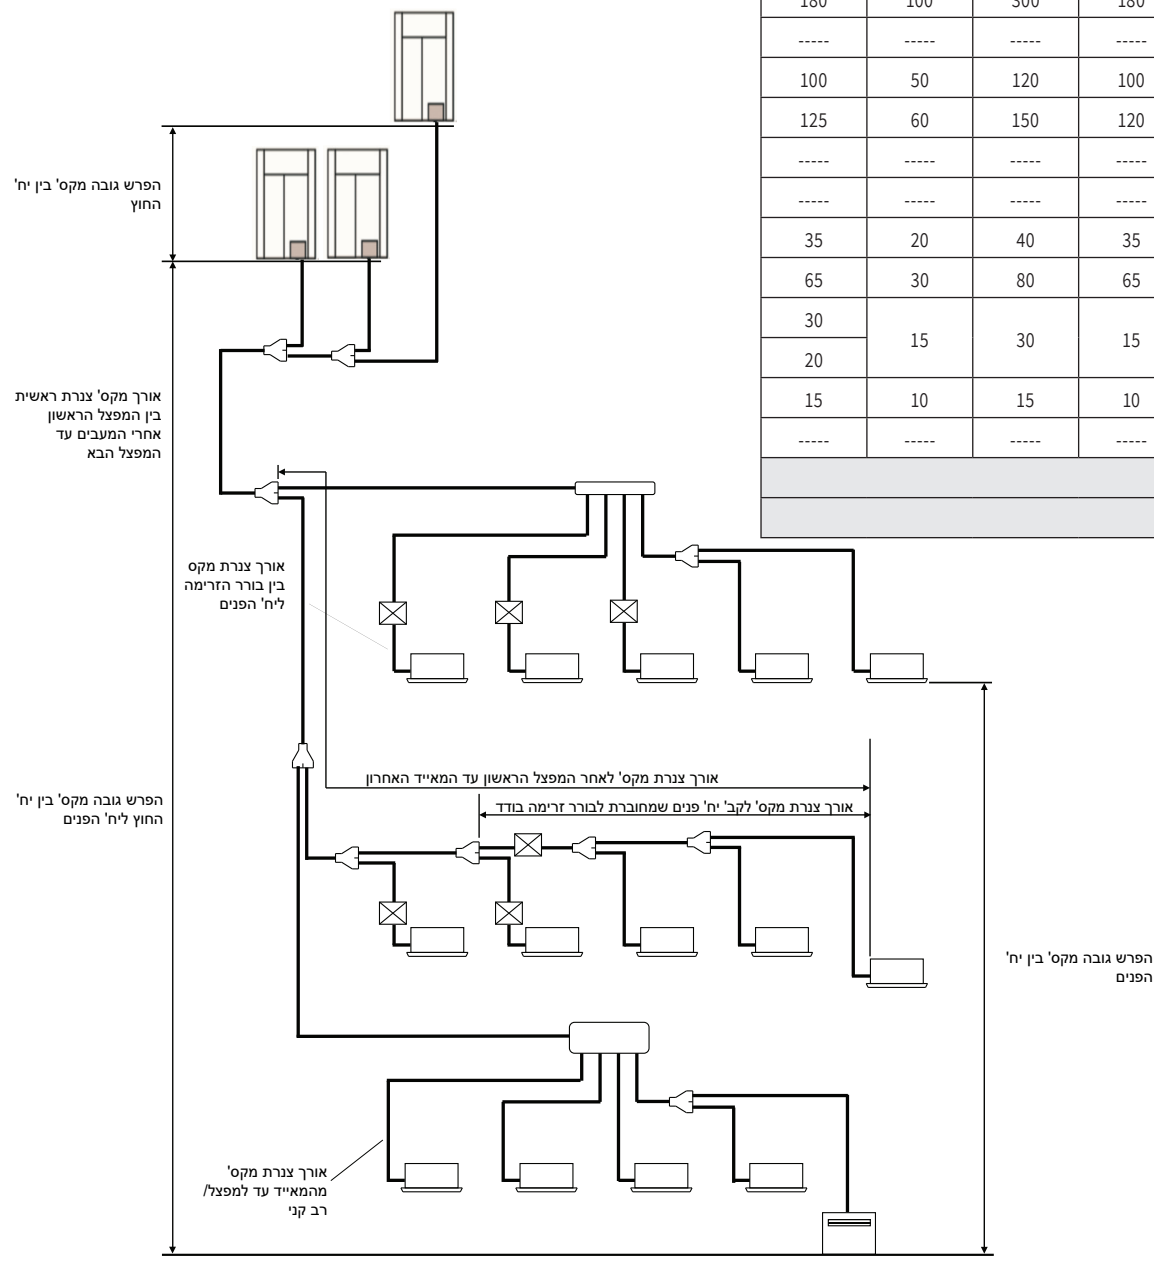 180 100 300 180
----- ----- ----- -----
100 50 120 100
125 60 150 120
----- ----- ----- -----
----- ----- ----- -----
35 20 40 35
65 30 80 65
30
15 30 15
20
15 10 15 10
----- ----- ----- -----
הפרש גובה מקס' בין יח'
החוץ
אורך מקס' צנרת ראשית
בין המפצל הראשון
אחרי המעבים עד
המפצל הבא
אורך צנרת מקס
בין בורר הזרימה
ליח' הפנים
אורך צנרת מקס' לאחר המפצל הראשון עד המאייד האחרון
אורך צנרת מקס' לקב' יח' פנים שמחוברת לבורר זרימה בודד
הפרש גובה מקס' בין יח'
החוץ ליח' הפנים
הפרש גובה מקס' בין יח'
הפנים
אורך צנרת מקס'
מהמאייד עד למפצל/
רב קני